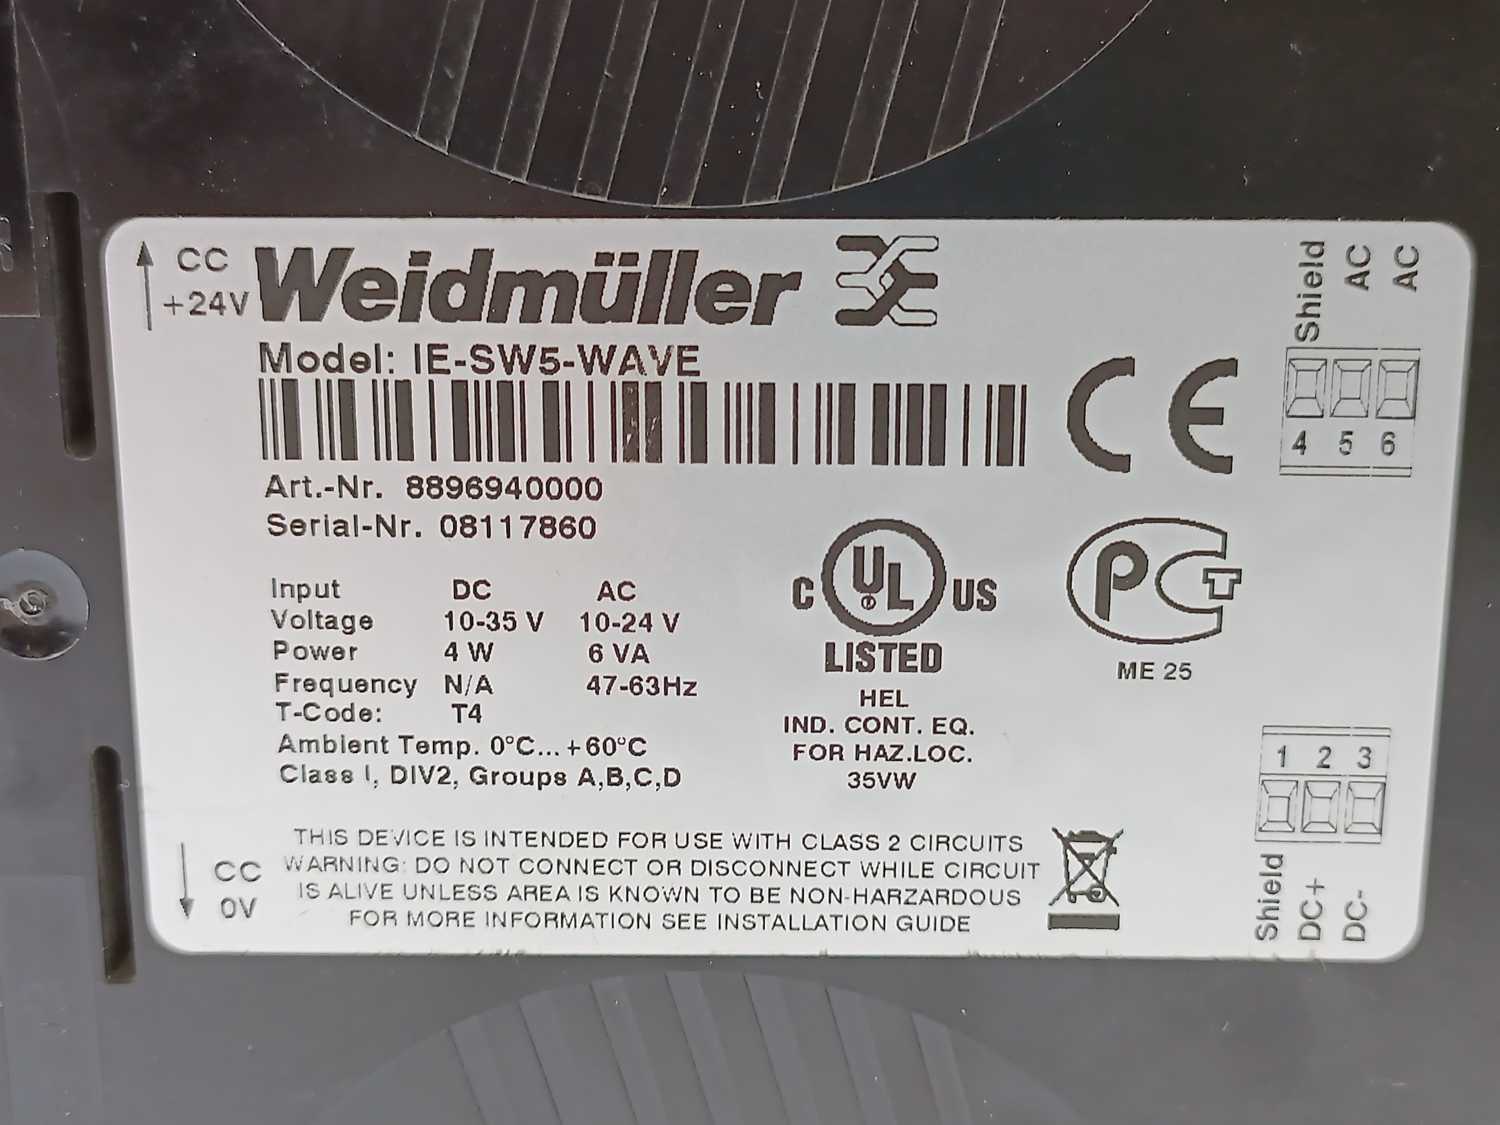 CC
+24V
Weidmüller
Model: IE-SW5-WAVE
Art.-Nr. 8896940000
Serial-Nr. 08117860
Input DC AC
Voltage 10-35 V 10-24 V
Power 4 W 6 VA
Frequency N/A 47-63Hz
T-Code: T4
Ambient Temp. 0°C...+60°C
Class I, DIV2, Groups A,B,C,D
CE
C UL US
®
LISTED
HEL
IND. CONT. EQ.
FOR HAZ.LOC.
35VW
РСТ
ME 25
Shield AC AC
4 5 6
1 2 3
Shield DC+ DC-
CC
0V
THIS DEVICE IS INTENDED FOR USE WITH CLASS 2 CIRCUITS
WARNING: DO NOT CONNECT OR DISCONNECT WHILE CIRCUIT
IS ALIVE UNLESS AREA IS KNOWN TO BE NON-HARZARDOUS
FOR MORE INFORMATION SEE INSTALLATION GUIDE